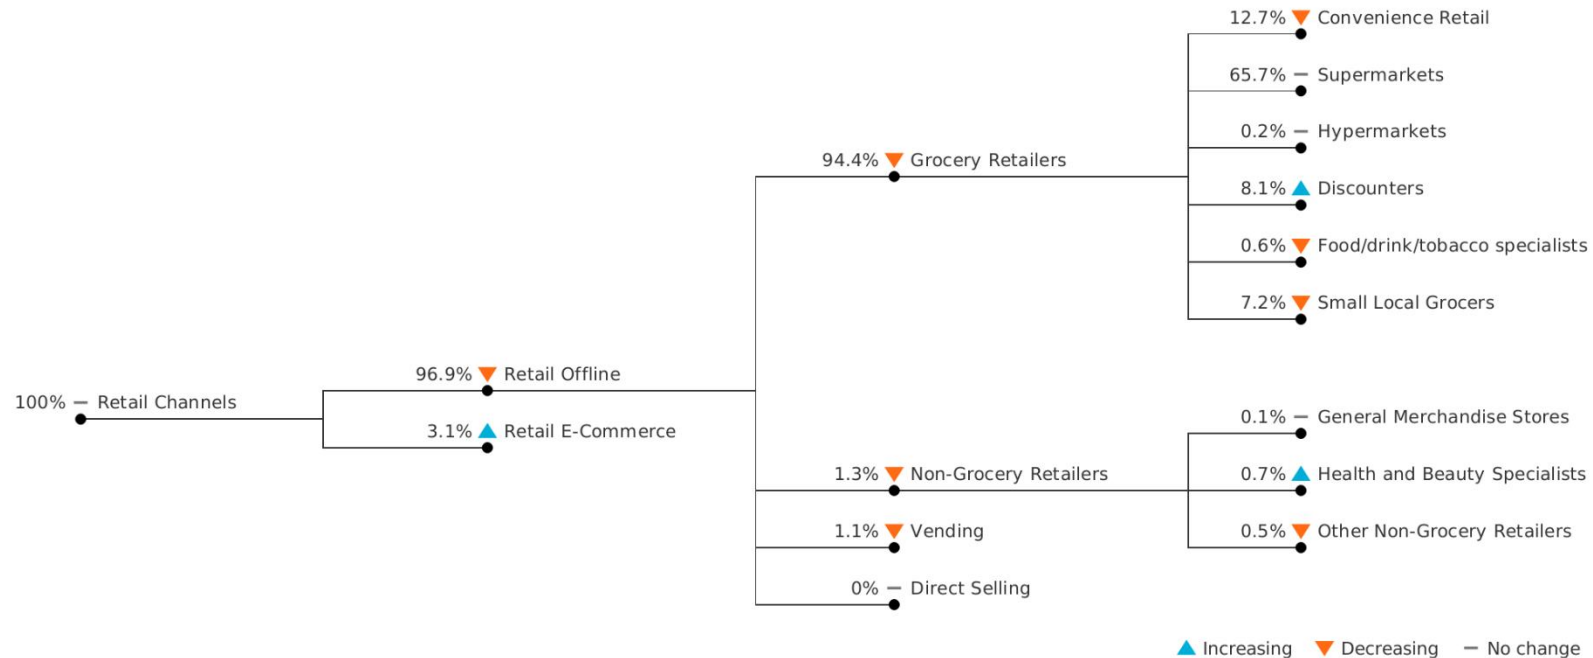 12.7% Convenience Retail
65.7% – Supermarkets
0.2% – Hypermarkets
94.4% Grocery Retailers
8.1% Discounters
0.6% Food/drink/tobacco specialists
7.2% Small Local Grocers
96.9% Retail Offline
100% – Retail Channels
3.1% Retail E-Commerce
0.1% – General Merchandise Stores
1.3% Non-Grocery Retailers
0.7% Health and Beauty Specialists
1.1% Vending
0.5% Other Non-Grocery Retailers
0% – Direct Selling
Increasing Decreasing – No change